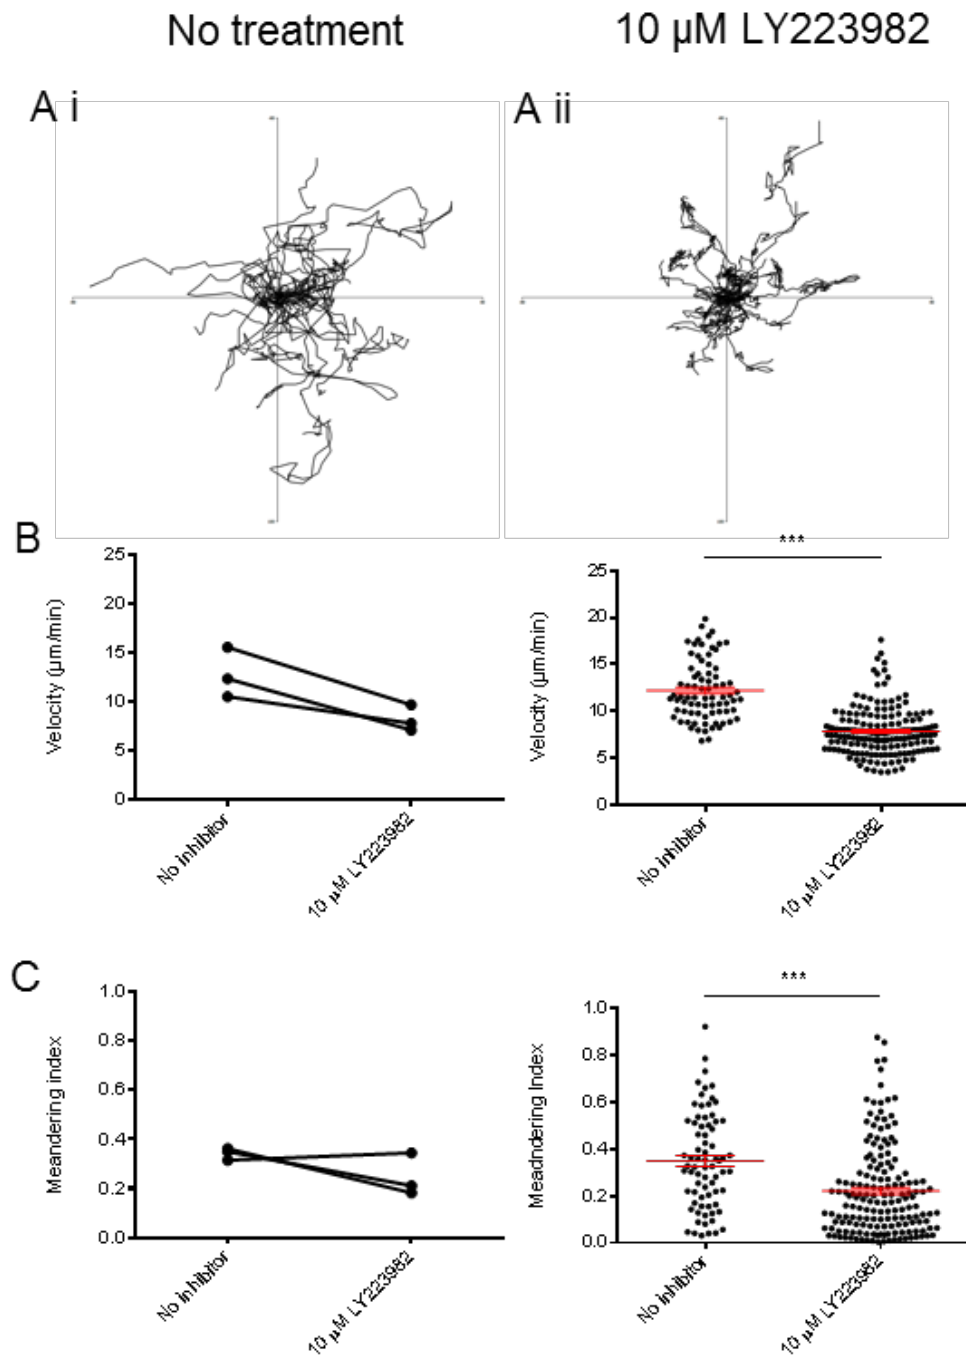 No treatment
10 µM LY223982
A i
A ii
B
Velocity (µm/min)
25
20
15
10
5
0
No inhibitor
10 µM LY223982
***
Velocity (µm/min)
25
20
15
10
5
0
No inhibitor
10 µM LY223982
C
Meandering index
1.0
0.8
0.6
0.4
0.2
0.0
No inhibitor
10 µM LY223982
***
Meadndering Index
1.0
0.8
0.6
0.4
0.2
0.0
No inhibitor
10 µM LY223982